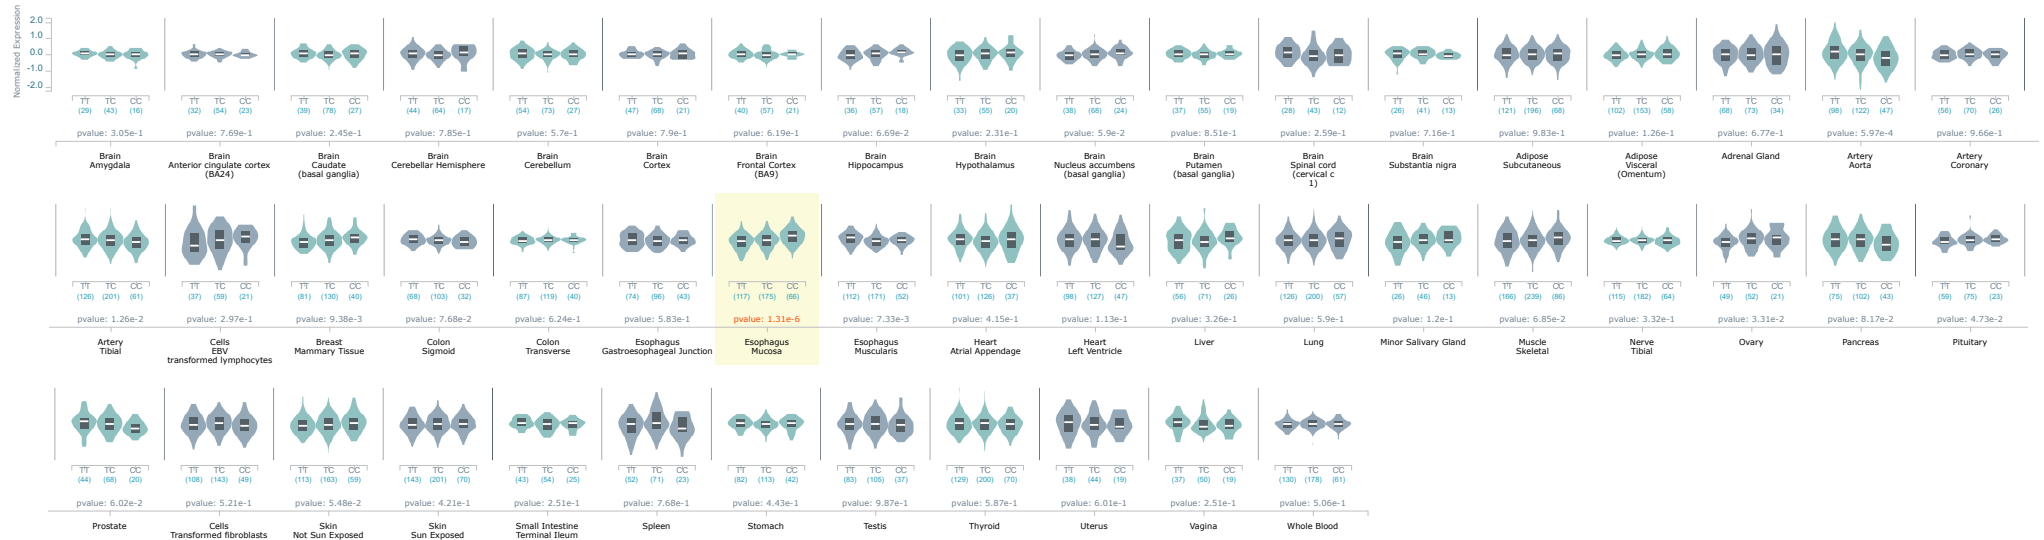 Normalized Expression
2.0
1.0
0.0
-1.0
-2.0
TT TC CC TT TC CC TT TC CC TT TC CC TT TC CC TT TC CC TT TC CC TT TC CC TT TC CC TT TC CC TT TC CC TT TC CC TT TC CC TT TC CC TT TC CC TT TC CC TT TC CC TT TC CC
(29) (43) (16) (32) (54) (23) (39) (78) (27) (44) (64) (17) (54) (73) (27) (47) (68) (21) (40) (57) (21) (36) (57) (18) (33) (55) (20) (38) (68) (24) (37) (55) (19) (28) (43) (12) (26) (41) (13) (121) (196) (68) (102) (153) (58) (68) (73) (34) (98) (122) (47) (56) (70) (26)
pvalue: 3.05e-1 pvalue: 7.69e-1 pvalue: 2.45e-1 pvalue: 7.85e-1 pvalue: 5.7e-1 pvalue: 7.9e-1 pvalue: 6.19e-1 pvalue: 6.69e-2 pvalue: 2.31e-1 pvalue: 5.9e-2 pvalue: 8.51e-1 pvalue: 2.59e-1 pvalue: 7.16e-1 pvalue: 9.83e-1 pvalue: 1.26e-1 pvalue: 6.77e-1 pvalue: 5.97e-4 pvalue: 9.66e-1
Brain Brain Brain Brain Brain Brain Brain Brain Brain Brain Brain Brain Brain Adipose Adipose Adrenal Gland Artery Artery
Amygdala Anterior cingulate cortex Caudate Cerebellar Hemisphere Cerebellum Cortex Frontal Cortex Hippocampus Hypothalamus Nucleus accumbens Putamen Spinal cord Substantia nigra Subcutaneous Visceral Aorta Coronary
(BA24) (basal ganglia) (BA9) (basal ganglia) (basal ganglia) (cervical c (Omentum)
1)
TT TC CC TT TC CC TT TC CC TT TC CC TT TC CC TT TC CC TT TC CC TT TC CC TT TC CC TT TC CC TT TC CC TT TC CC TT TC CC TT TC CC TT TC CC TT TC CC TT TC CC TT TC CC
(126) (201) (61) (37) (59) (21) (81) (130) (40) (68) (103) (32) (87) (119) (40) (74) (96) (43) (117) (175) (66) (112) (171) (52) (101) (126) (37) (98) (127) (47) (56) (71) (26) (126) (200) (57) (26) (46) (13) (166) (239) (86) (115) (182) (64) (49) (52) (21) (75) (102) (43) (59) (75) (23)
pvalue: 1.26e-2 pvalue: 2.97e-1 pvalue: 9.38e-3 pvalue: 7.68e-2 pvalue: 6.24e-1 pvalue: 5.83e-1 pvalue: 1.31e-6 pvalue: 7.33e-3 pvalue: 4.15e-1 pvalue: 1.13e-1 pvalue: 3.26e-1 pvalue: 5.9e-1 pvalue: 1.2e-1 pvalue: 6.85e-2 pvalue: 3.32e-1 pvalue: 3.31e-2 pvalue: 8.17e-2 pvalue: 4.73e-2
Artery Cells Breast Colon Colon Esophagus Esophagus Esophagus Heart Heart Liver Lung Minor Salivary Gland Muscle Nerve Ovary Pancreas Pituitary
Tibial EBV Mammary Tissue Sigmoid Transverse Gastroesophageal Junction Mucosa Muscularis Atrial Appendage Left Ventricle Skeletal Tibial
transformed lymphocytes
TT TC CC TT TC CC TT TC CC TT TC CC TT TC CC TT TC CC TT TC CC TT TC CC TT TC CC TT TC CC TT TC CC TT TC CC
(44) (68) (20) (108) (143) (49) (113) (163) (59) (143) (201) (70) (43) (54) (25) (52) (71) (23) (82) (113) (42) (83) (105) (37) (129) (200) (70) (38) (44) (19) (37) (50) (19) (130) (178) (61)
pvalue: 6.02e-2 pvalue: 5.21e-1 pvalue: 5.48e-2 pvalue: 4.21e-1 pvalue: 2.51e-1 pvalue: 7.68e-1 pvalue: 4.43e-1 pvalue: 9.87e-1 pvalue: 5.87e-1 pvalue: 6.01e-1 pvalue: 2.51e-1 pvalue: 5.06e-1
Prostate Cells Skin Skin Small Intestine Spleen Stomach Testis Thyroid Uterus Vagina Whole Blood
Transformed fibroblasts Not Sun Exposed Sun Exposed Terminal Ileum